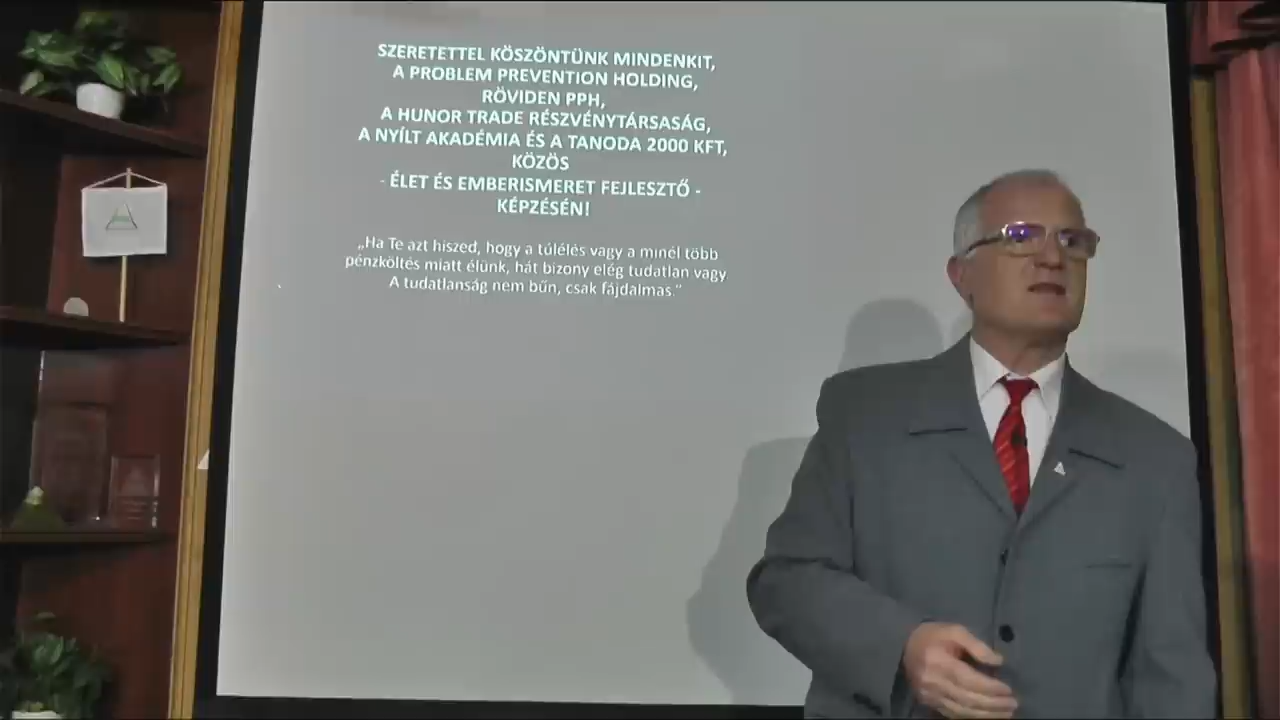 SZERETETTEL KÖSZÖNTÜNK MINDENKIT,
A PROBLEM PREVENTION HOLDING,
RÖVIDEN PPH,
A HUNOR TRADE RÉSZVÉNYTÁRSASÁG,
A NYÍLT AKADÉMIA ÉS A TANODA 2000 KFT,
KÖZÖS
- ÉLET ÉS EMBERISMERET FEJLESZTŐ -
KÉPZÉSÉN!
„Ha Te azt hiszed, hogy a túlélés vagy a minél több
pénzköltés miatt élünk, hát bizony elég tudatlan vagy.
A tudatlanság nem bűn, csak fájdalmas.”